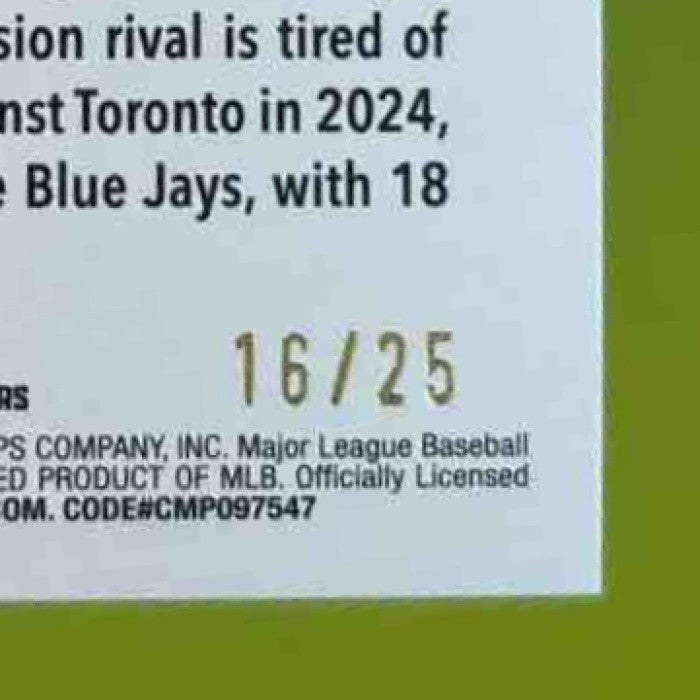 sion rival is tired of
nst Toronto in 2024,
e Blue Jays, with 18
16/25
RS
PS COMPANY, INC. Major League Baseball
ED PRODUCT OF MLB. Officially Licensed
OM. CODE#CMP097547